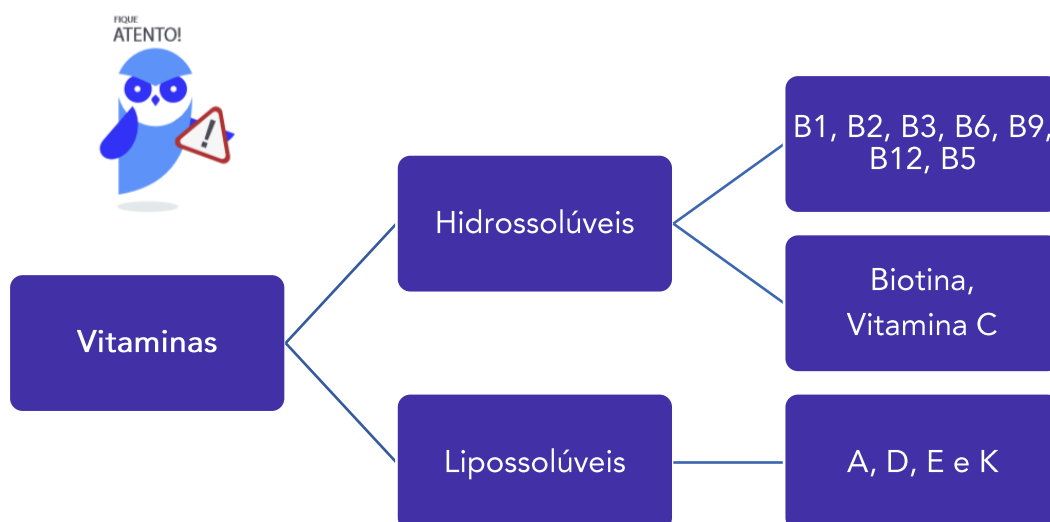 FIQUE
ATENTO!
Vitaminas
Hidrossolúveis
B1, B2, B3, B6, B9,
B12, B5
Biotina,
Vitamina C
Lipossolúveis
A, D, E e K